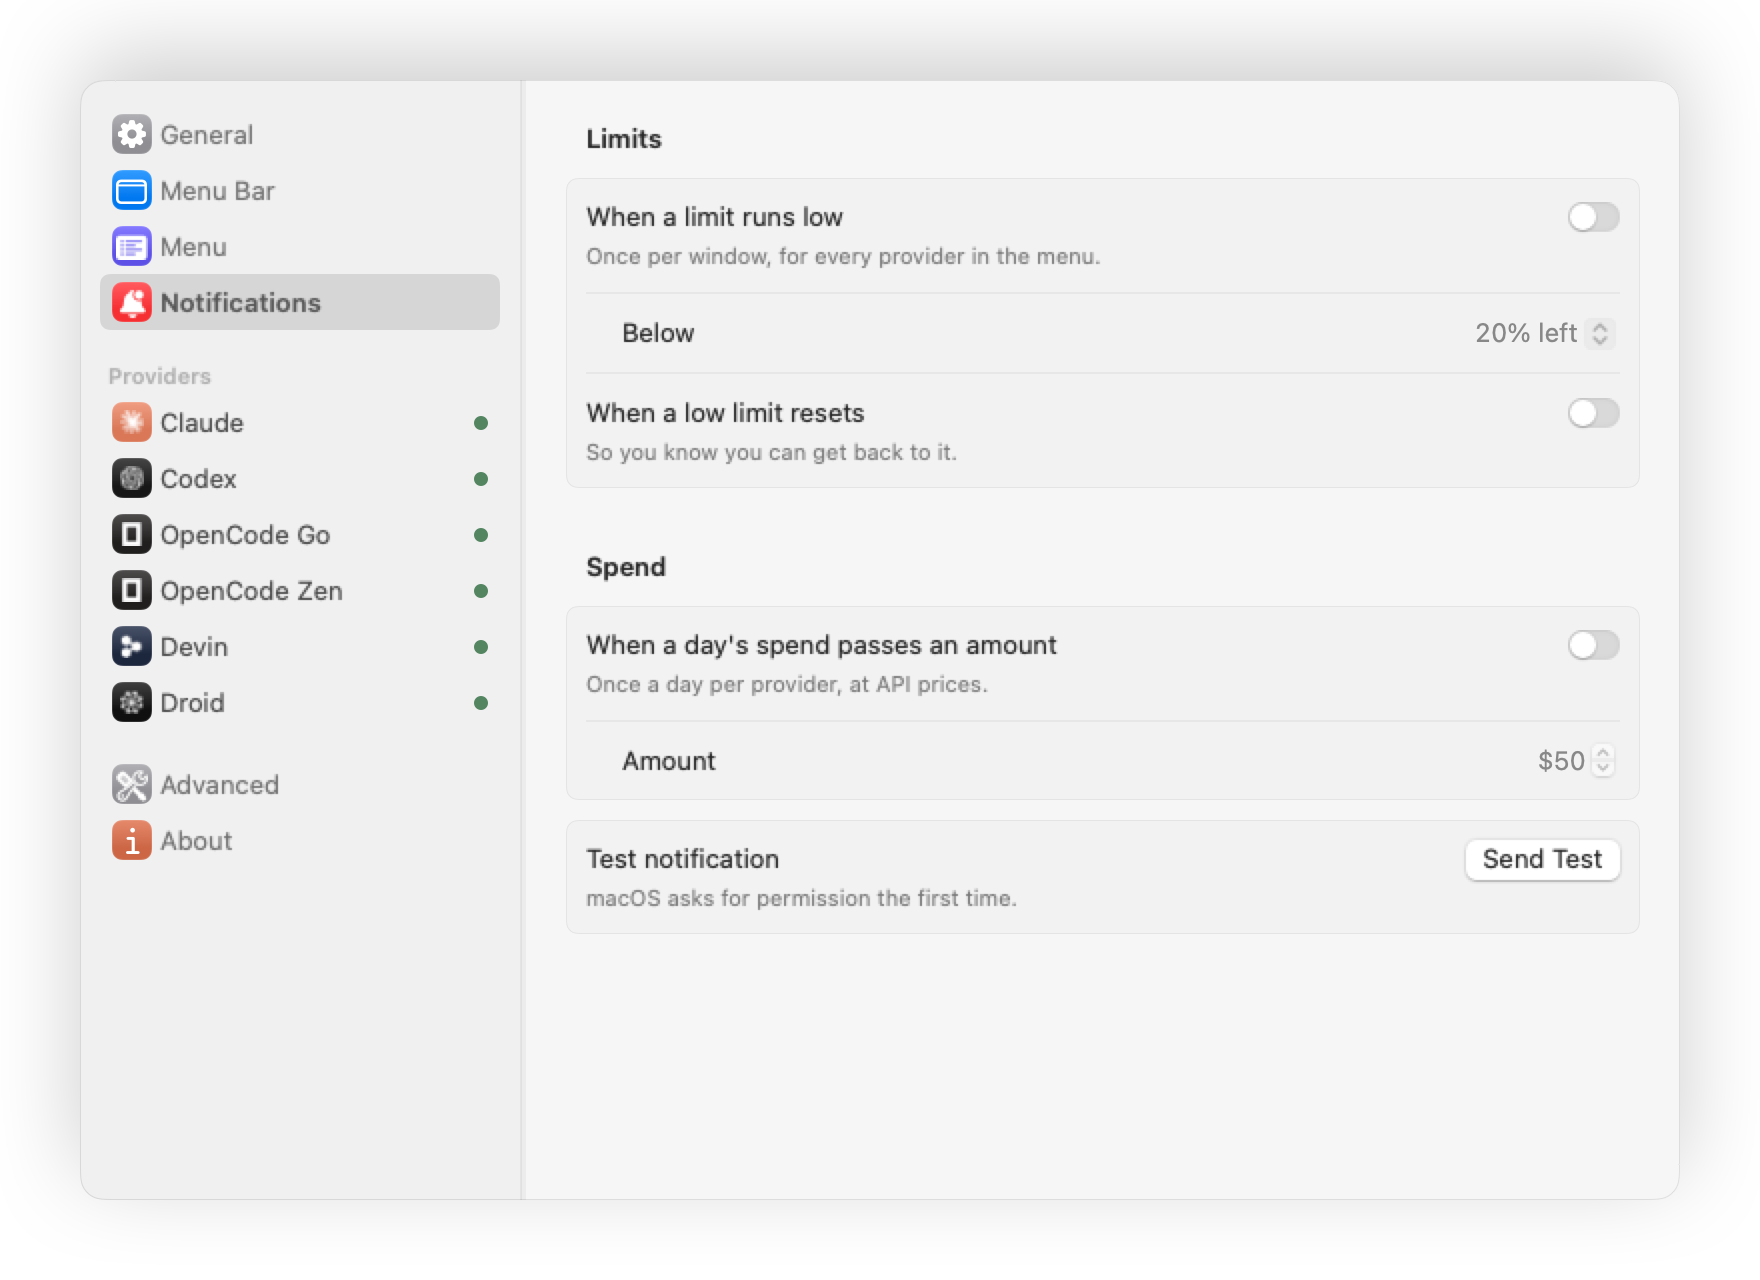 General
Menu Bar
Menu
Notifications
Providers
Claude
Codex
OpenCode Go
OpenCode Zen
Devin
Droid
Advanced
About
Limits
When a limit runs low
Once per window, for every provider in the menu.
Below 20% left
When a low limit resets
So you know you can get back to it.
Spend
When a day's spend passes an amount
Once a day per provider, at API prices.
Amount $50
Test notification Send Test
macOS asks for permission the first time.